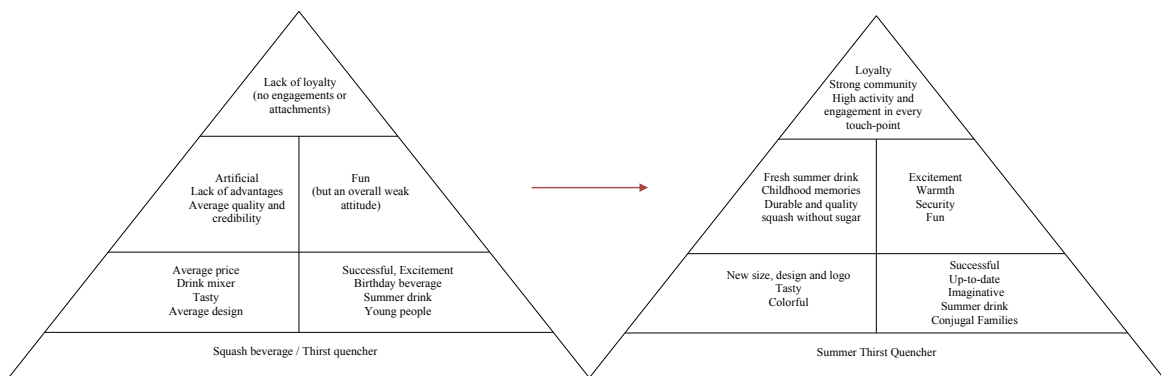 Lack of loyalty
(no engagements or
attachments)
Artificial
Lack of advantages
Average quality and
credibility
Fun
(but an overall weak
attitude)
Average price
Drink mixer
Tasty
Average design
Successful, Excitement
Birthday beverage
Summer drink
Young people
Squash beverage / Thirst quencher
Loyalty
Strong community
High activity and
engagement in every
touch-point
Fresh summer drink
Childhood memories
Durable and quality
squash without sugar
Excitement
Warmth
Security
Fun
New size, design and logo
Tasty
Colorful
Successful
Up-to-date
Imaginative
Summer drink
Conjugal Families
Summer Thirst Quencher